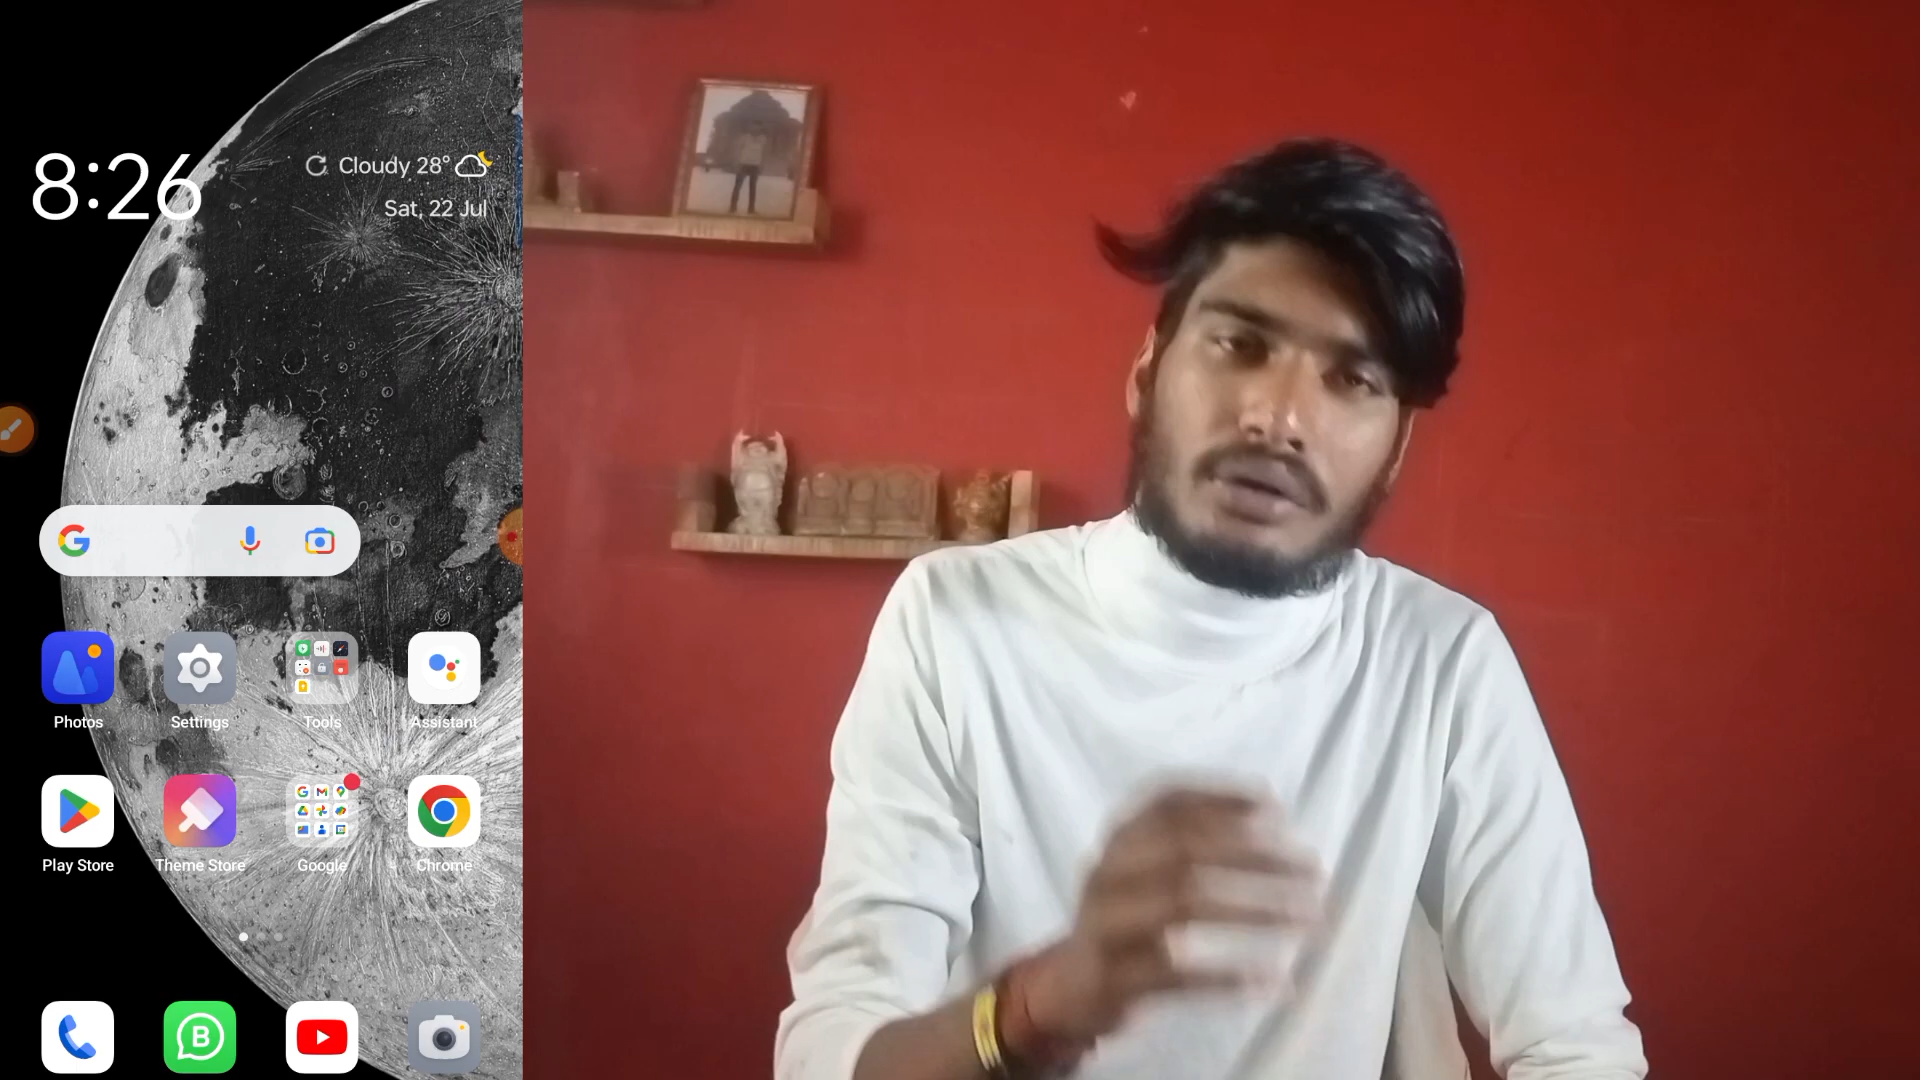 8:26
Cloudy 28°
Sat, 22 Jul
Photos
Settings
Tools
Assistant
Play Store
Theme Store
Google
Chrome